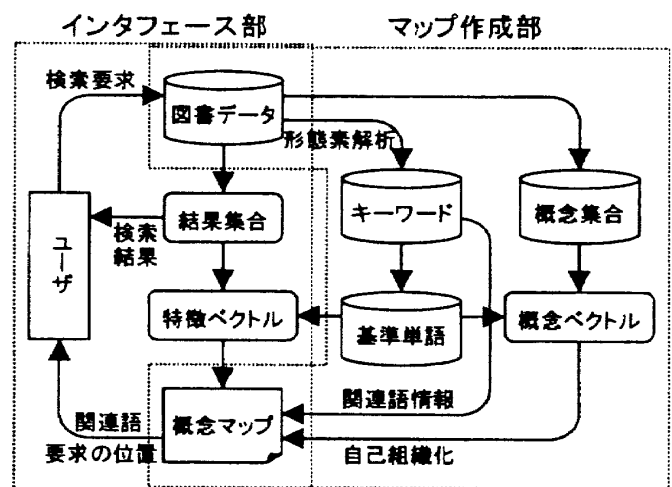 インタフェース部
マップ作成部
検索要求
図書データ
形態素解析
キーワード
概念集合
結果集合
検索
結果
ユーザ
特徴ベクトル
基準単語
概念ベクトル
関連語
要求の位置
概念マップ
関連語情報
自己組織化